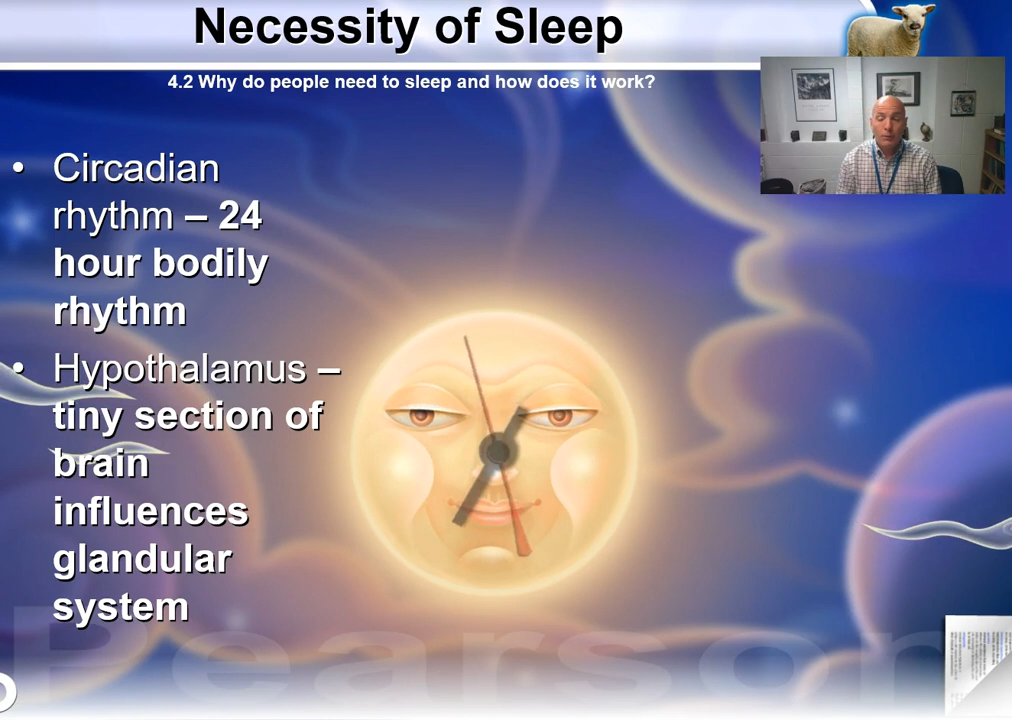 Necessity of Sleep
4.2 Why do people need to sleep and how does it work?
• Circadian
rhythm – 24
hour bodily
rhythm
• Hypothalamus –
tiny section of
brain
influences
glandular
system
Pearson